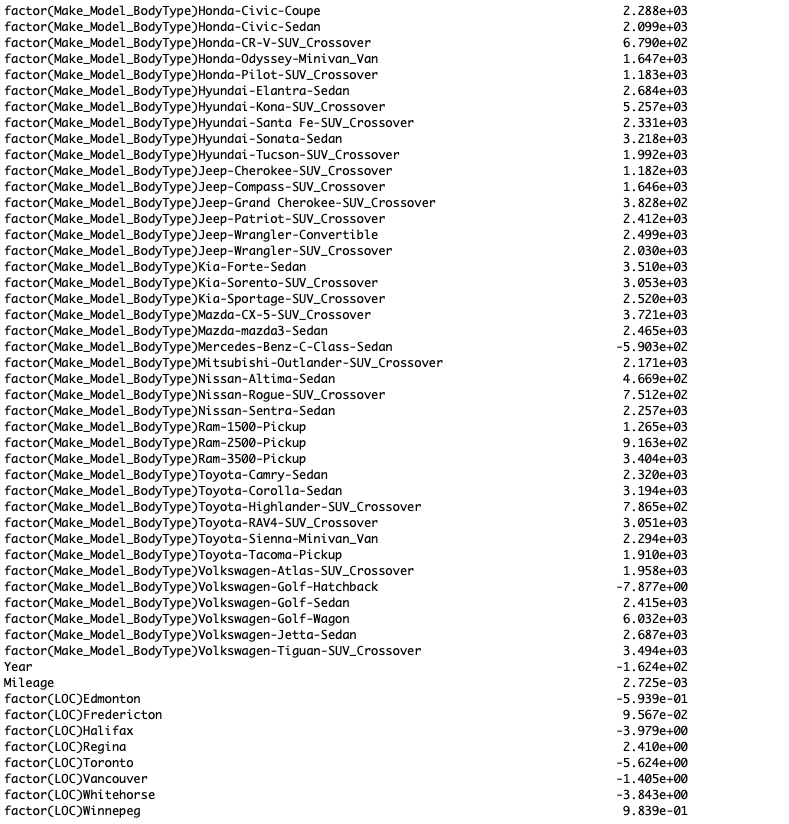 factor(Make_Model_BodyType)Honda-Civic-Coupe 2.288e+03
factor(Make_Model_BodyType)Honda-Civic-Sedan 2.099e+03
factor(Make_Model_BodyType)Honda-CR-V-SUV_Crossover 6.790e+02
factor(Make_Model_BodyType)Honda-Odyssey-Minivan_Van 1.647e+03
factor(Make_Model_BodyType)Honda-Pilot-SUV_Crossover 1.183e+03
factor(Make_Model_BodyType)Hyundai-Elantra-Sedan 2.684e+03
factor(Make_Model_BodyType)Hyundai-Kona-SUV_Crossover 5.257e+03
factor(Make_Model_BodyType)Hyundai-Santa Fe-SUV_Crossover 2.331e+03
factor(Make_Model_BodyType)Hyundai-Sonata-Sedan 3.218e+03
factor(Make_Model_BodyType)Hyundai-Tucson-SUV_Crossover 1.992e+03
factor(Make_Model_BodyType)Jeep-Cherokee-SUV_Crossover 1.182e+03
factor(Make_Model_BodyType)Jeep-Compass-SUV_Crossover 1.646e+03
factor(Make_Model_BodyType)Jeep-Grand Cherokee-SUV_Crossover 3.828e+02
factor(Make_Model_BodyType)Jeep-Patriot-SUV_Crossover 2.412e+03
factor(Make_Model_BodyType)Jeep-Wrangler-Convertible 2.499e+03
factor(Make_Model_BodyType)Jeep-Wrangler-SUV_Crossover 2.030e+03
factor(Make_Model_BodyType)Kia-Forte-Sedan 3.510e+03
factor(Make_Model_BodyType)Kia-Sorento-SUV_Crossover 3.053e+03
factor(Make_Model_BodyType)Kia-Sportage-SUV_Crossover 2.520e+03
factor(Make_Model_BodyType)Mazda-CX-5-SUV_Crossover 3.721e+03
factor(Make_Model_BodyType)Mazda-mazda3-Sedan 2.465e+03
factor(Make_Model_BodyType)Mercedes-Benz-C-Class-Sedan -5.903e+02
factor(Make_Model_BodyType)Mitsubishi-Outlander-SUV_Crossover 2.171e+03
factor(Make_Model_BodyType)Nissan-Altima-Sedan 4.669e+02
factor(Make_Model_BodyType)Nissan-Rogue-SUV_Crossover 7.512e+02
factor(Make_Model_BodyType)Nissan-Sentra-Sedan 2.257e+03
factor(Make_Model_BodyType)Ram-1500-Pickup 1.265e+03
factor(Make_Model_BodyType)Ram-2500-Pickup 9.163e+02
factor(Make_Model_BodyType)Ram-3500-Pickup 3.404e+03
factor(Make_Model_BodyType)Toyota-Camry-Sedan 2.320e+03
factor(Make_Model_BodyType)Toyota-Corolla-Sedan 3.194e+03
factor(Make_Model_BodyType)Toyota-Highlander-SUV_Crossover 7.865e+02
factor(Make_Model_BodyType)Toyota-RAV4-SUV_Crossover 3.051e+03
factor(Make_Model_BodyType)Toyota-Sienna-Minivan_Van 2.294e+03
factor(Make_Model_BodyType)Toyota-Tacoma-Pickup 1.910e+03
factor(Make_Model_BodyType)Volkswagen-Atlas-SUV_Crossover 1.958e+03
factor(Make_Model_BodyType)Volkswagen-Golf-Hatchback -7.877e+00
factor(Make_Model_BodyType)Volkswagen-Golf-Sedan 2.415e+03
factor(Make_Model_BodyType)Volkswagen-Golf-Wagon 6.032e+03
factor(Make_Model_BodyType)Volkswagen-Jetta-Sedan 2.687e+03
factor(Make_Model_BodyType)Volkswagen-Tiguan-SUV_Crossover 3.494e+03
Year -1.624e+02
Mileage 2.725e-03
factor(LOC)Edmonton -5.939e-01
factor(LOC)Fredericton 9.567e-02
factor(LOC)Halifax -3.979e+00
factor(LOC)Regina 2.410e+00
factor(LOC)Toronto -5.624e+00
factor(LOC)Vancouver -1.405e+00
factor(LOC)Whitehorse -3.843e+00
factor(LOC)Winnepeg 9.839e-01